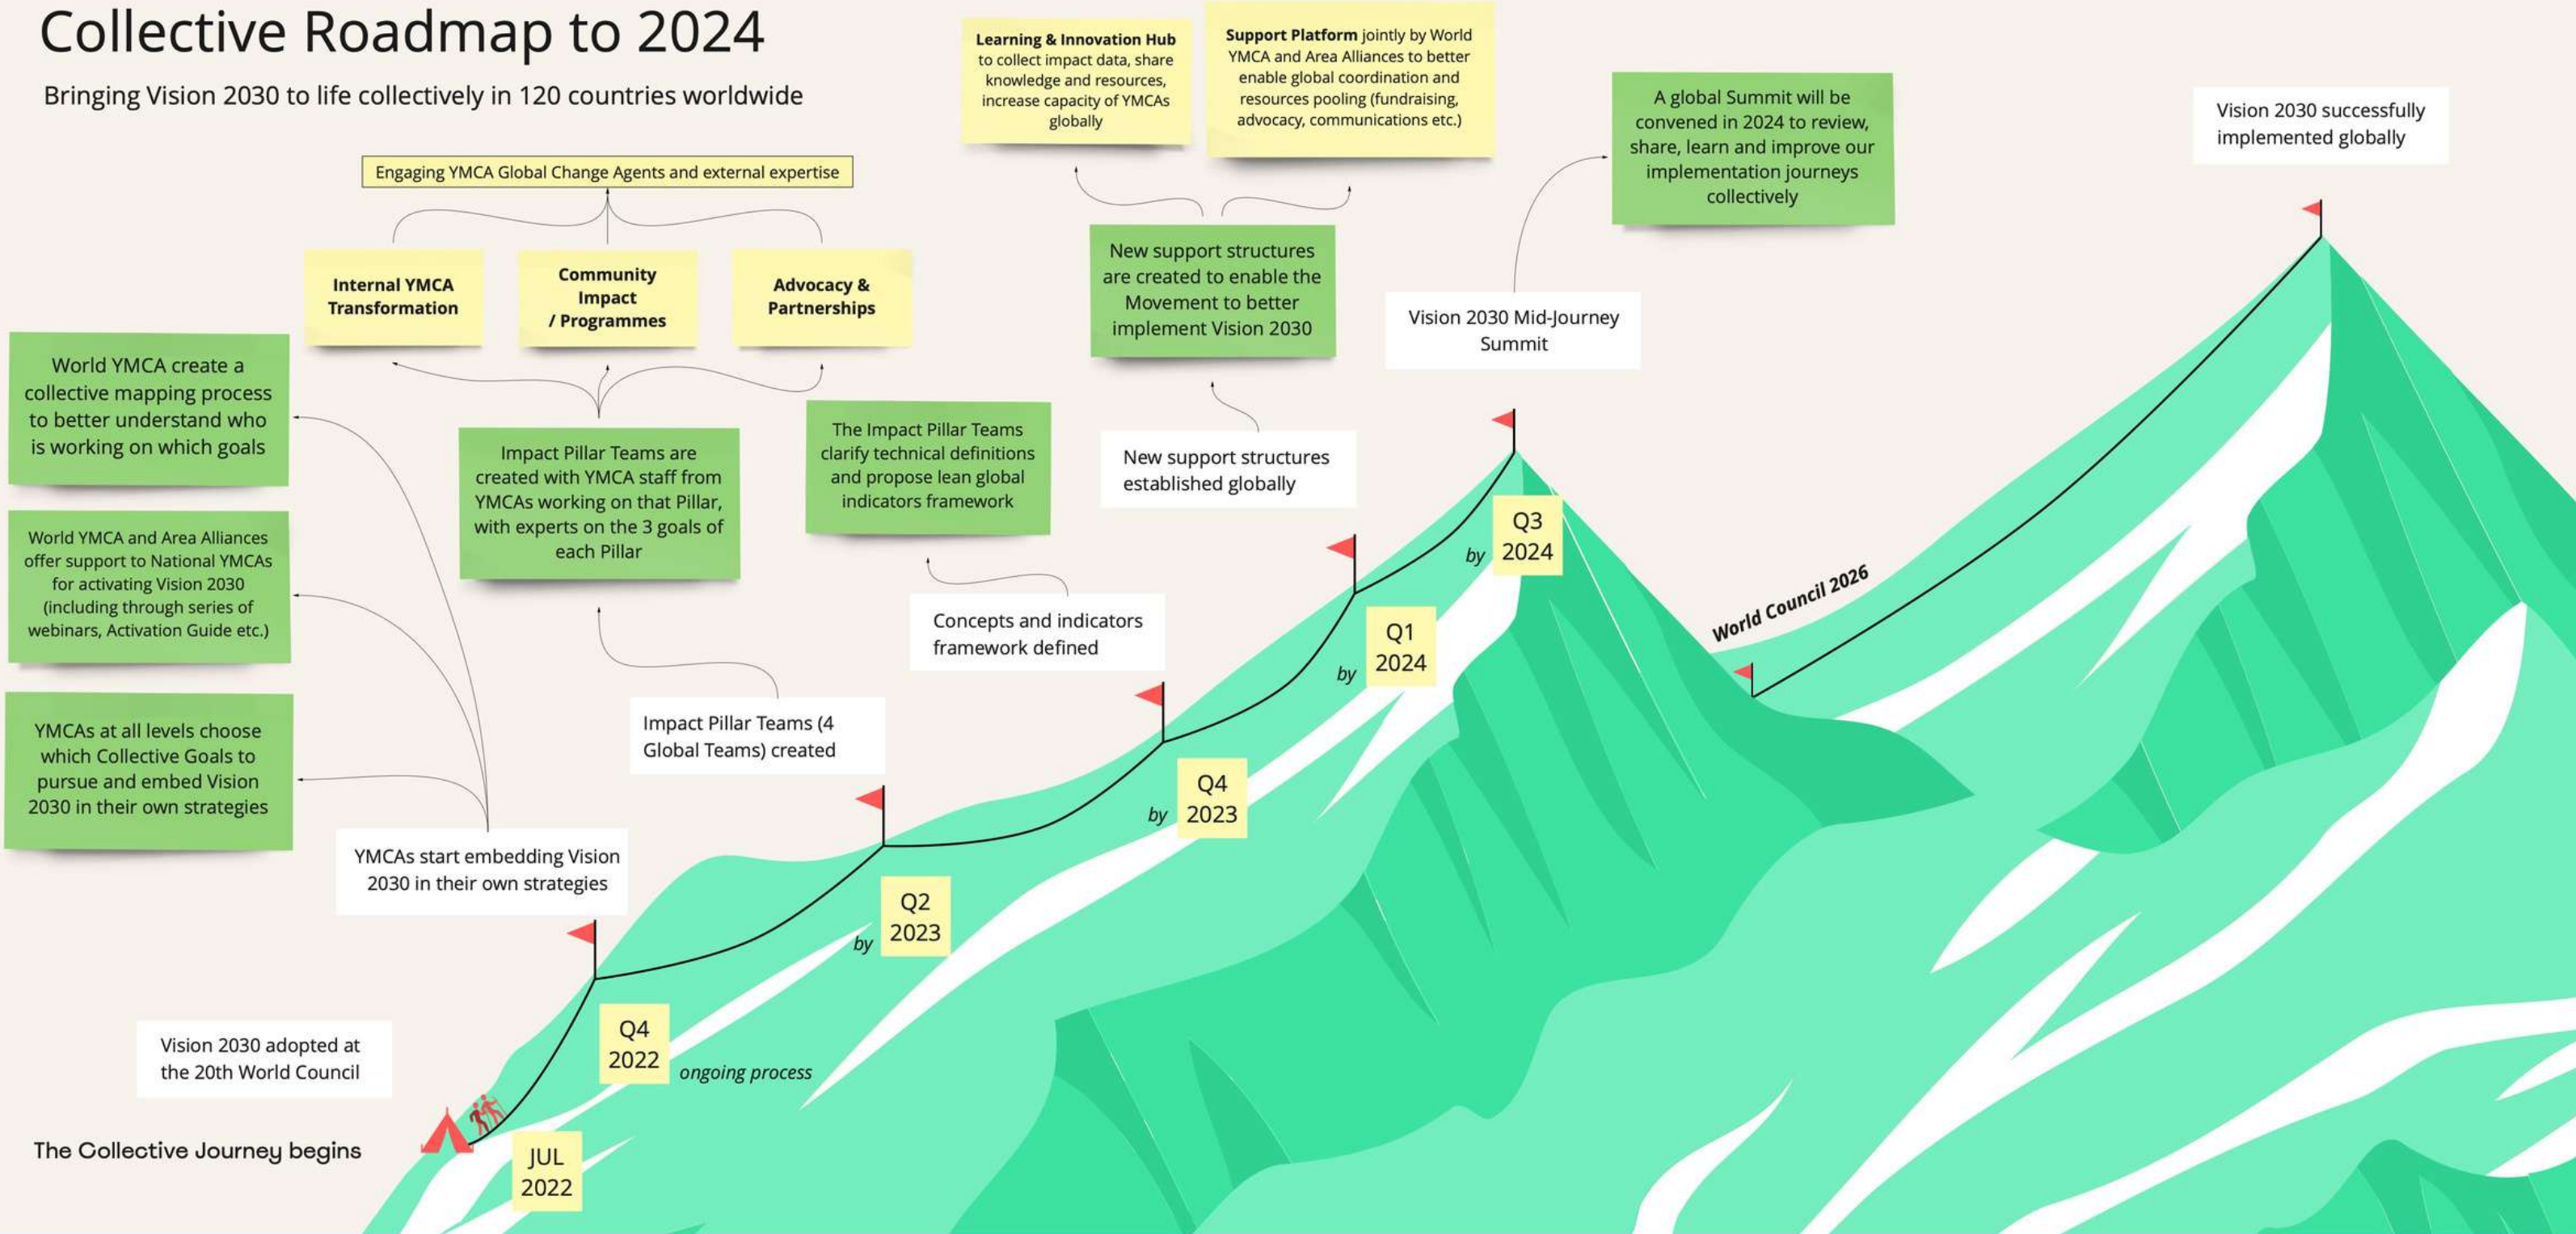 Collective Roadmap to 2024
Bringing Vision 2030 to life collectively in 120 countries worldwide
Engaging YMCA Global Change Agents and external expertise
Internal YMCA
Transformation
Community
Impact
/ Programmes
Advocacy &
Partnerships
World YMCA create a
collective mapping process
to better understand who
is working on which goals
World YMCA and Area Alliances
offer support to National YMCAs
for activating Vision 2030
(including through series of
webinars, Activation Guide etc.)
YMCAs at all levels choose
which Collective Goals to
pursue and embed Vision
2030 in their own strategies
Impact Pillar Teams are
created with YMCA staff from
YMCAs working on that Pillar,
with experts on the 3 goals of
each Pillar
The Impact Pillar Teams
clarify technical definitions
and propose lean global
indicators framework
Learning & Innovation Hub
to collect impact data, share
knowledge and resources,
increase capacity of YMCAs
globally
Support Platform jointly by World
YMCA and Area Alliances to better
enable global coordination and
resources pooling (fundraising,
advocacy, communications etc.)
New support structures
are created to enable the
Movement to better
implement Vision 2030
A global Summit will be
convened in 2024 to review,
share, learn and improve our
implementation journeys
collectively
Vision 2030 successfully
implemented globally
Vision 2030 Mid-Journey
Summit
New support structures
established globally
Concepts and indicators
framework defined
Impact Pillar Teams (4
Global Teams) created
YMCAs start embedding Vision
2030 in their own strategies
Vision 2030 adopted at
the 20th World Council
The Collective Journey begins
JUL
2022
Q4
2022
ongoing process
by
Q2
2023
by
Q4
2023
by
Q1
2024
by
Q3
2024
World Council 2026